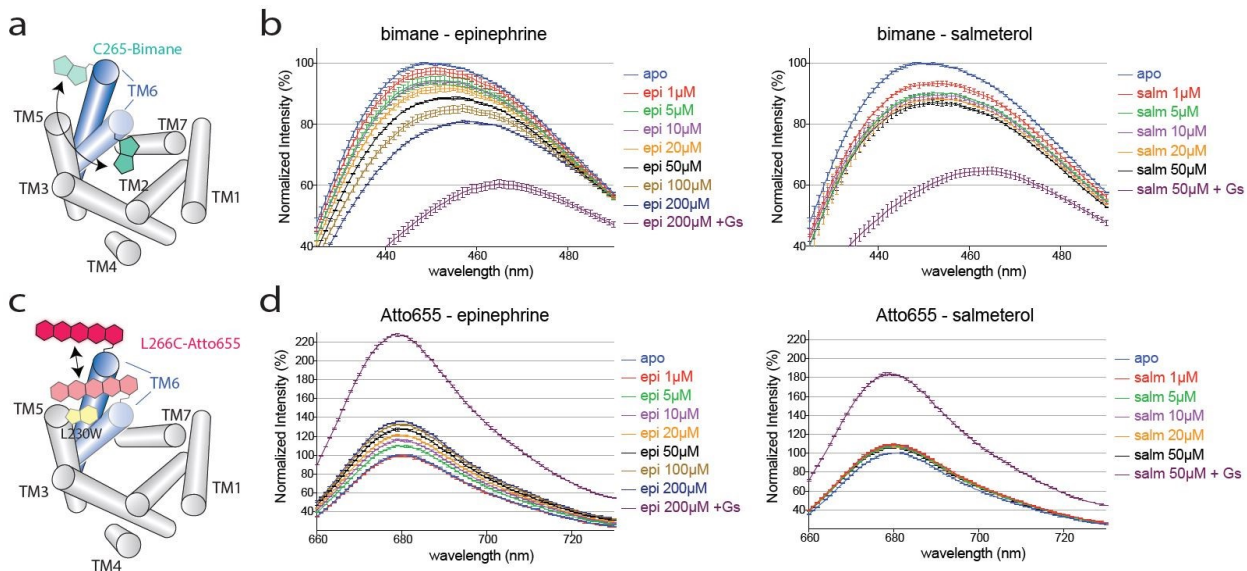 a
C265-Bimane
TM6
TM5
TM7
TM3
TM2
TM1
TM4
b
bimane - epinephrine
Normalized Intensity (%)
100
80
60
40
440
460
480
wavelength (nm)
apo
epi 1µM
epi 5µM
epi 10µM
epi 20µM
epi 50µM
epi 100µM
epi 200µM
epi 200µM +Gs
bimane - salmeterol
Normalized Intensity (%)
100
80
60
40
440
460
480
wavelength (nm)
apo
salm 1µM
salm 5µM
salm 10µM
salm 20µM
salm 50µM
salm 50µM + Gs
c
L266C-Atto655
TM6
TM5
TM7
L230W
TM3
TM1
TM4
d
Atto655 - epinephrine
Normalized Intensity (%)
220
200
180
160
140
120
100
80
60
40
660
680
700
720
wavelength (nm)
apo
epi 1µM
epi 5µM
epi 10µM
epi 20µM
epi 50µM
epi 100µM
epi 200µM
epi 200µM +Gs
Atto655 - salmeterol
Normalized Intensity (%)
220
200
180
160
140
120
100
80
60
40
660
680
700
720
wavelength (nm)
apo
salm 1µM
salm 5µM
salm 10µM
salm 20µM
salm 50µM
salm 50µM + Gs